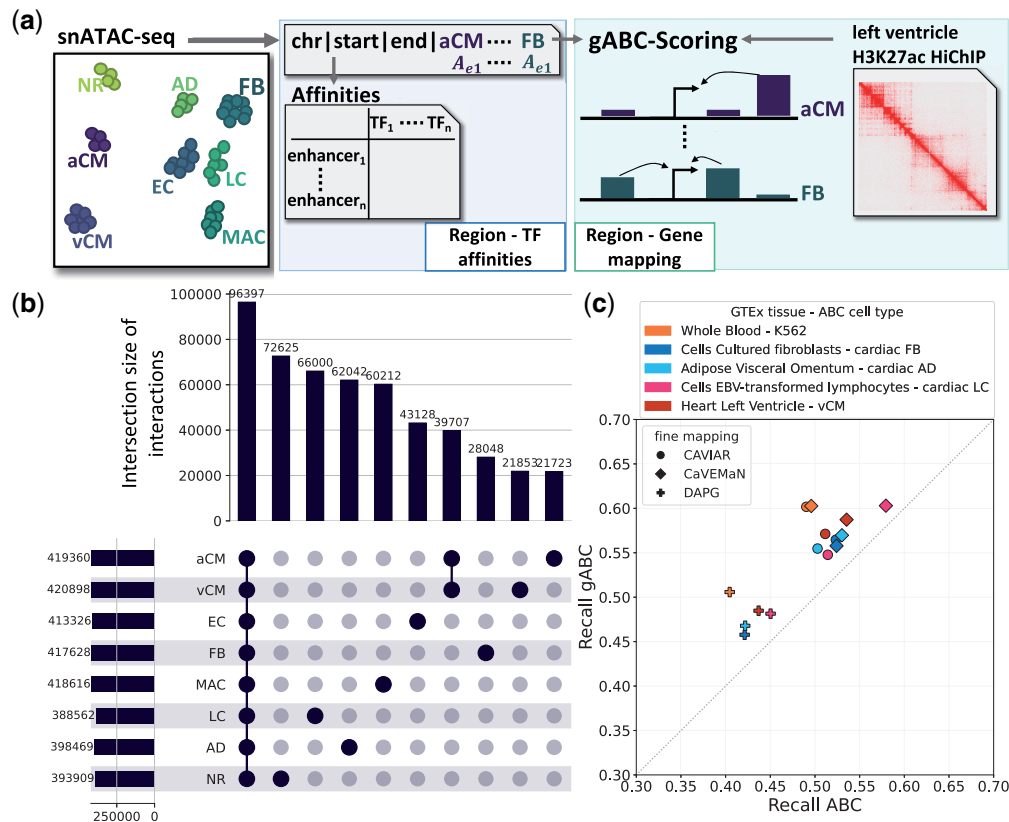 (a)
snATAC-seq
NR
AD
FB
aCM
EC
LC
vCM
MAC
chr|start|end|aCM ···· FB
A_e1 ···· A_e1
Affinities
TF1 ···· TFn
enhancer1
enhancern
Region - TF
affinities
gABC-Scoring
left ventricle
H3K27ac HiChIP
aCM
FB
Region - Gene
mapping
(b)
Intersection size of
interactions
100000
80000
60000
40000
20000
0
96397
72625
66000
62042
60212
43128
39707
28048
21853
21723
419360 aCM
420898 vCM
413326 EC
417628 FB
418616 MAC
388562 LC
398469 AD
393909 NR
250000 0
(c)
GTEx tissue - ABC cell type
Whole Blood - K562
Cells Cultured fibroblasts - cardiac FB
Adipose Visceral Omentum - cardiac AD
Cells EBV-transformed lymphocytes - cardiac LC
Heart Left Ventricle - vCM
fine mapping
CAVIAR
CaVEMaN
DAPG
Recall gABC
0.70
0.65
0.60
0.55
0.50
0.45
0.40
0.35
0.30
0.30 0.35 0.40 0.45 0.50 0.55 0.60 0.65 0.70
Recall ABC